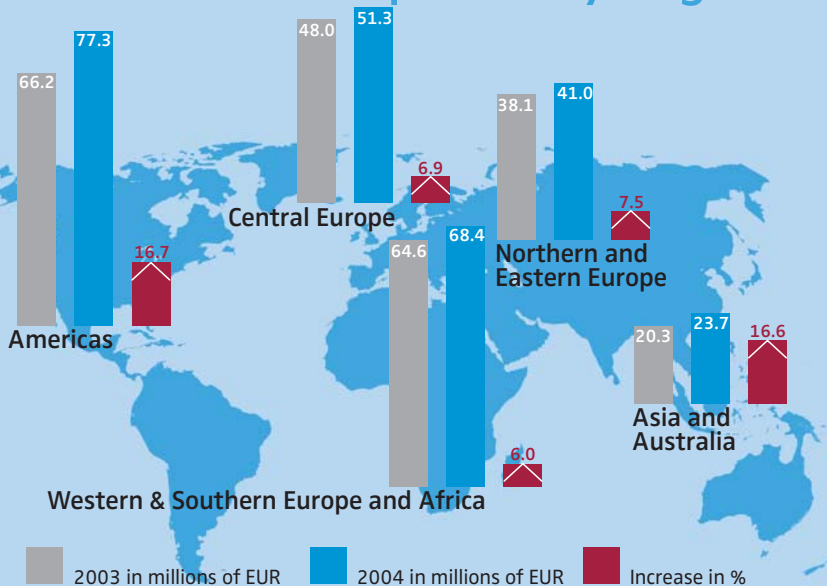 66.2
77.3
16.7
Americas
48.0
51.3
6.9
Central Europe
38.1
41.0
7.5
Northern and
Eastern Europe
64.6
68.4
6.0
Western & Southern Europe and Africa
20.3
23.7
16.6
Asia and
Australia
2003 in millions of EUR
2004 in millions of EUR
Increase in %